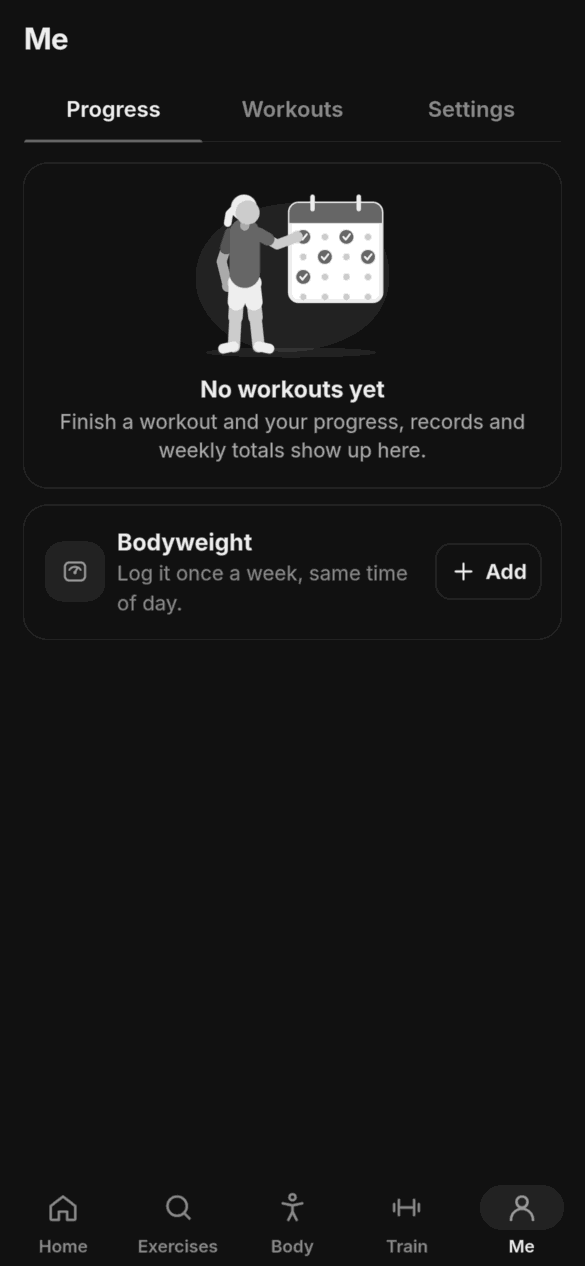 Me
Progress
Workouts
Settings
No workouts yet
Finish a workout and your progress, records and
weekly totals show up here.
Bodyweight
Log it once a week, same time
of day.
Add
Home
Exercises
Body
Train
Me